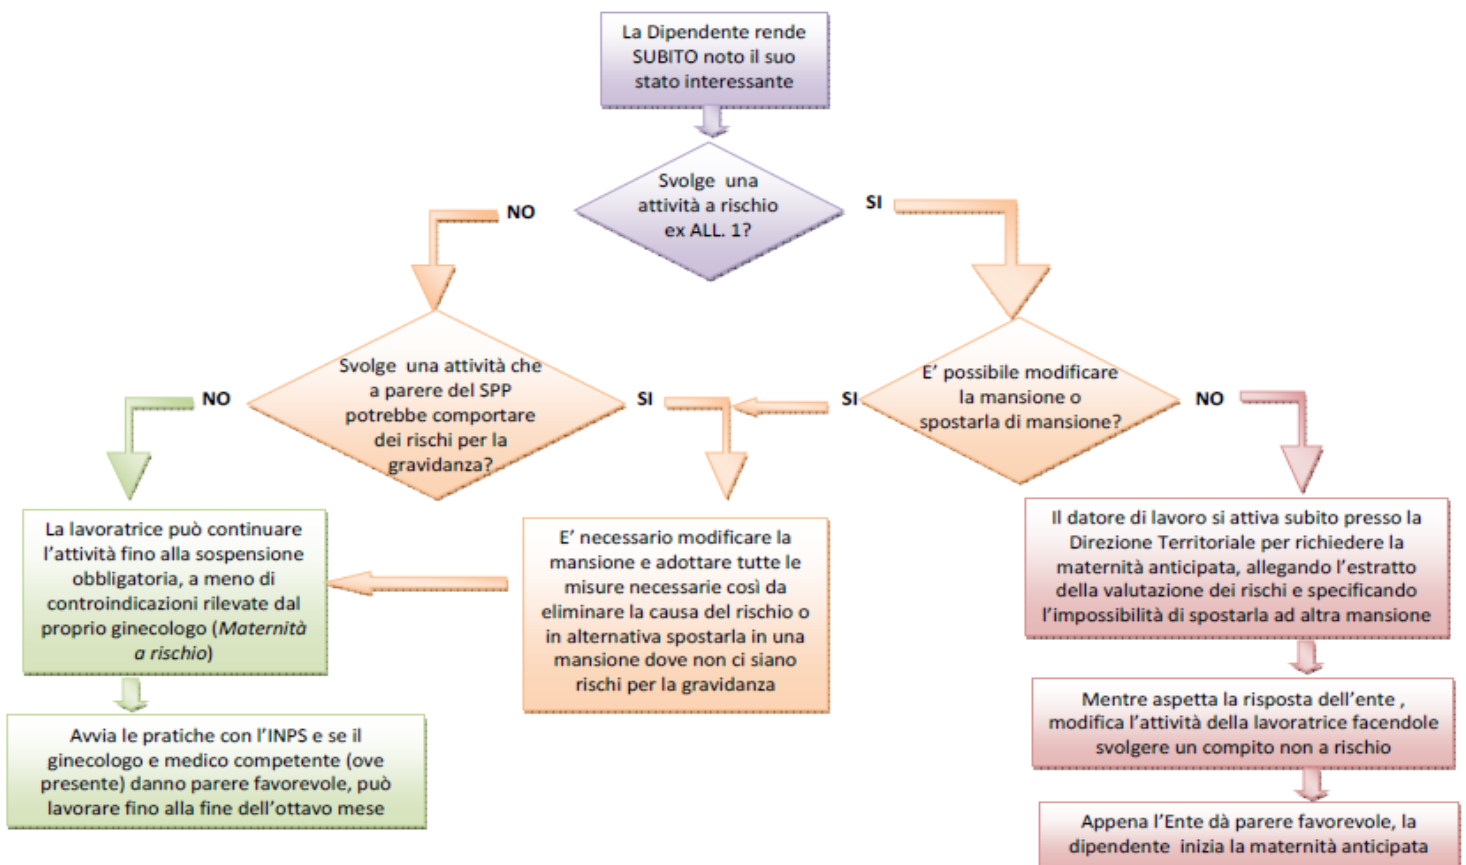 La Dipendente rende
SUBITO noto il suo
stato interessante
Svolge una
attività a rischio
ex ALL. 1?
NO
SI
Svolge una attività che
a parere del SPP
potrebbe comportare
dei rischi per la
gravidanza?
E' possibile modificare
la mansione o
spostarla di mansione?
NO
SI
SI
NO
La lavoratrice può continuare
l'attività fino alla sospensione
obbligatoria, a meno di
controindicazioni rilevate dal
proprio ginecologo (Maternità
a rischio)
E' necessario modificare la
mansione e adottare tutte le
misure necessarie così da
eliminare la causa del rischio o
in alternativa spostarla in una
mansione dove non ci siano
rischi per la gravidanza
Il datore di lavoro si attiva subito presso la
Direzione Territoriale per richiedere la
maternità anticipata, allegando l'estratto
della valutazione dei rischi e specificando
l'impossibilità di spostarla ad altra mansione
Avvia le pratiche con l'INPS e se il
ginecologo e medico competente (ove
presente) danno parere favorevole, può
lavorare fino alla fine dell'ottavo mese
Mentre aspetta la risposta dell'ente ,
modifica l'attività della lavoratrice facendole
svolgere un compito non a rischio
Appena l'Ente dà parere favorevole, la
dipendente inizia la maternità anticipata